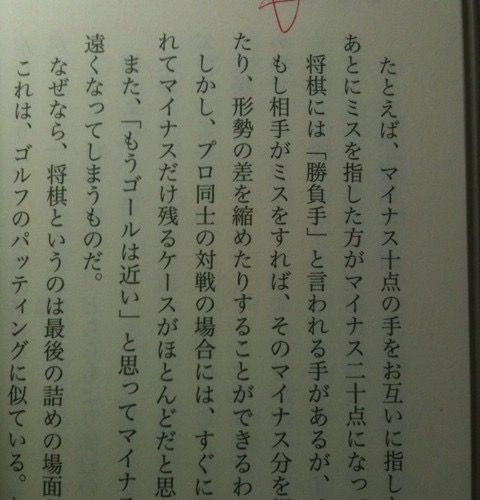 たとえば、マイナス十点の手をお互いに指し
あとにミスを指した方がマイナス二十点になっ
将棋には「勝負手」と言われる手があるが、
もし相手がミスをすれば、そのマイナス分を
たり、形勢の差を縮めたりすることができるわ
しかし、プロ同士の対戦の場合には、すぐに
れてマイナスだけ残るケースがほとんどだと思
また、「もうゴールは近い」と思ってマイナ
遠くなってしまうものだ。
なぜなら、将棋というのは最後の詰めの場面
これは、ゴルフのパッティングに似ている。